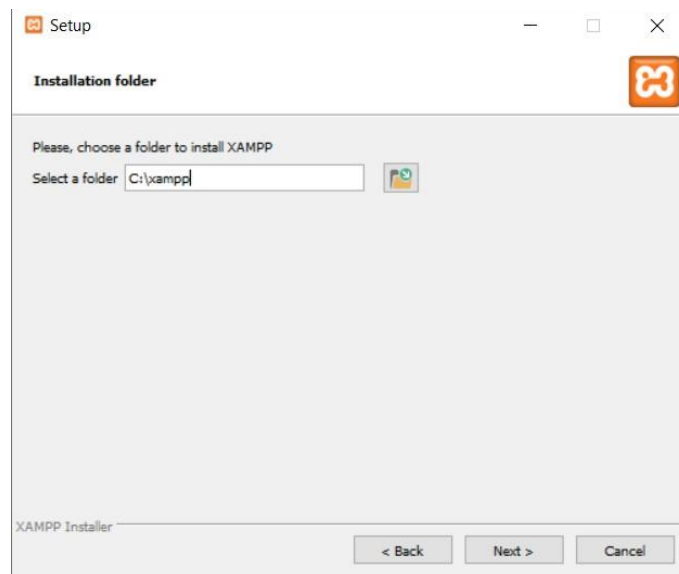 Setup
Installation folder
Please, choose a folder to install XAMPP
Select a folder C:\xampp
XAMPP Installer
< Back Next > Cancel